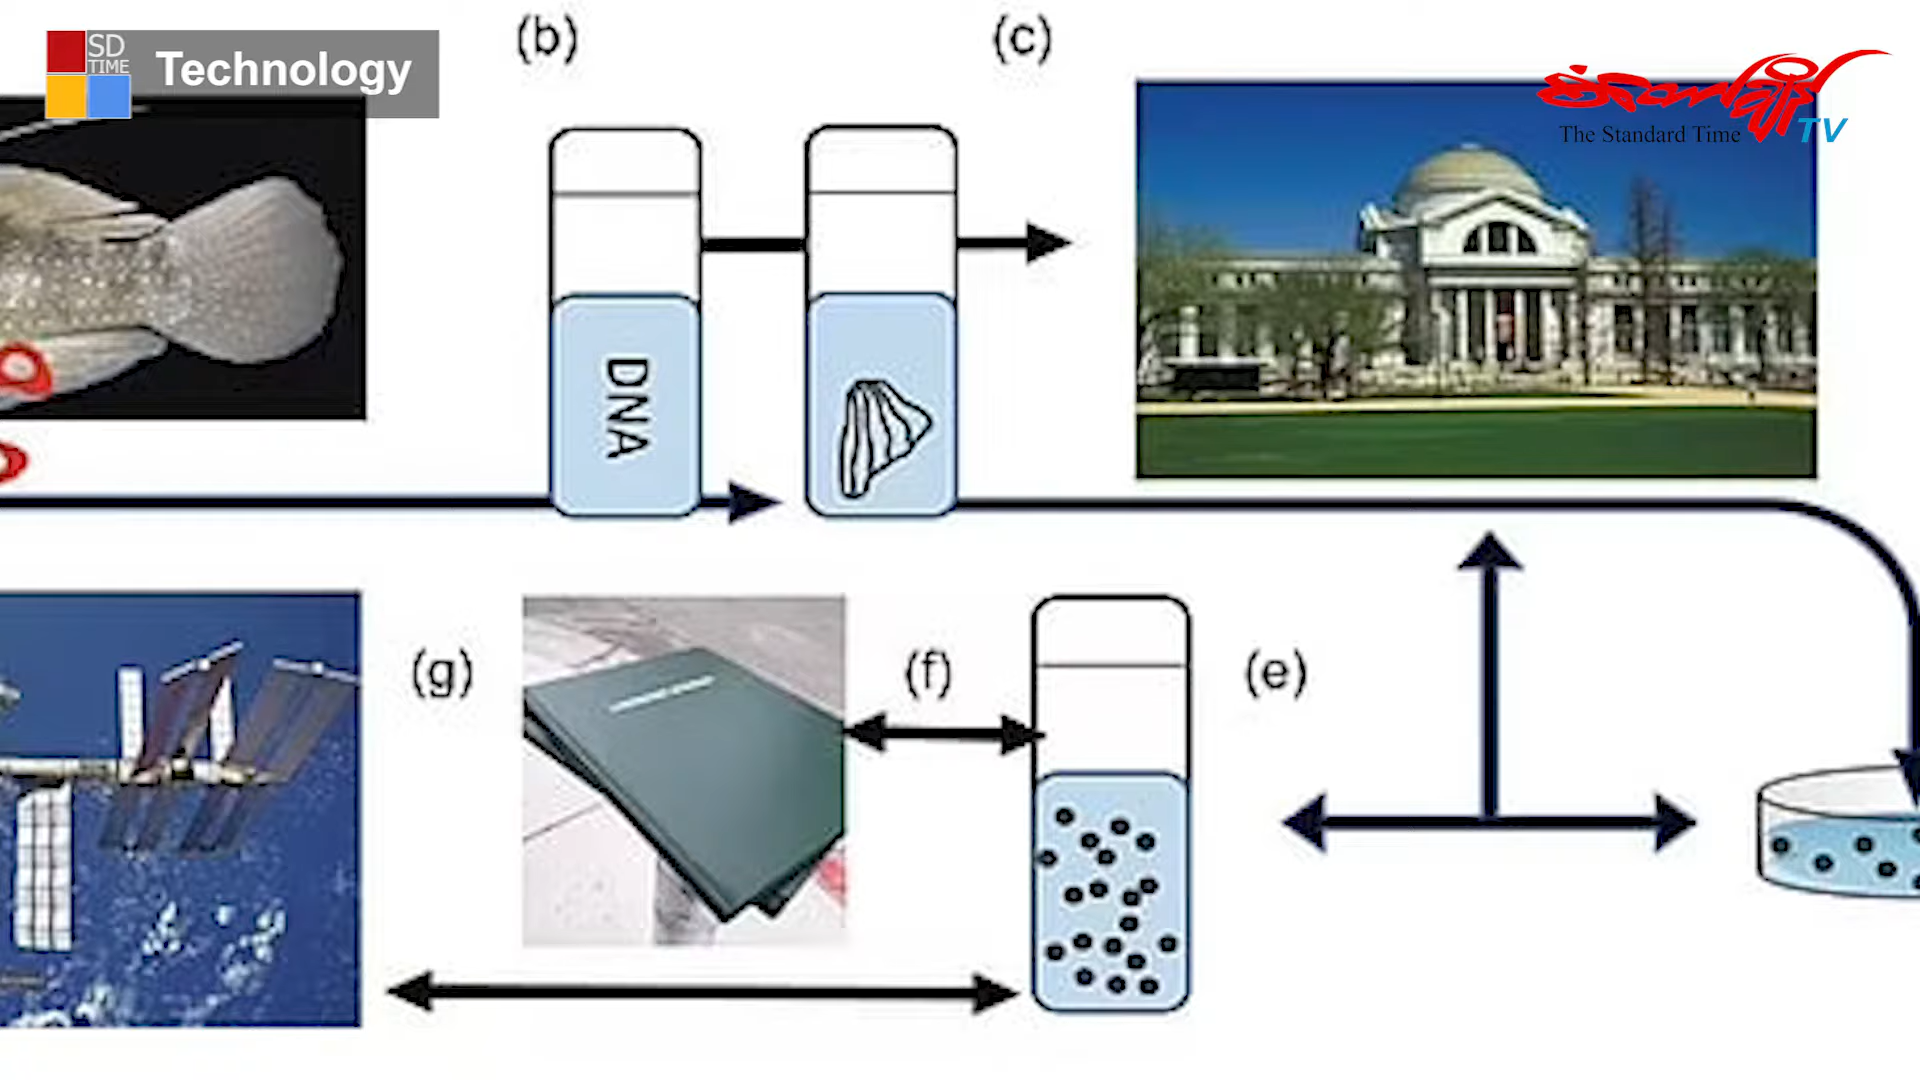 SD
TIME
Technology
(b)
(c)
The Standard Time
TV
DNA
(g)
(f)
(e)